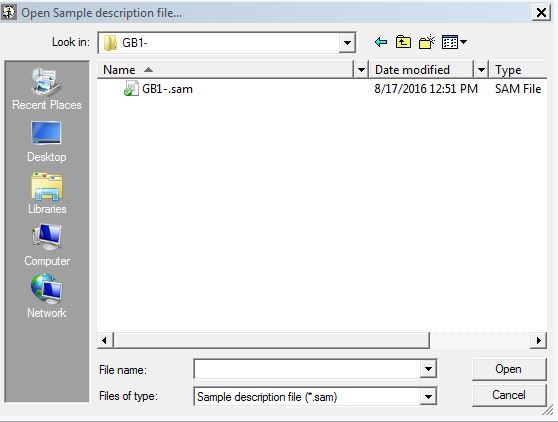 Open Sample description file...
Look in: GB1-
Name Date modified Type
GB1-.sam 8/17/2016 12:51 PM SAM File
Recent Places
Desktop
Libraries
Computer
Network
File name: Open
Files of type: Sample description file (*.sam) Cancel